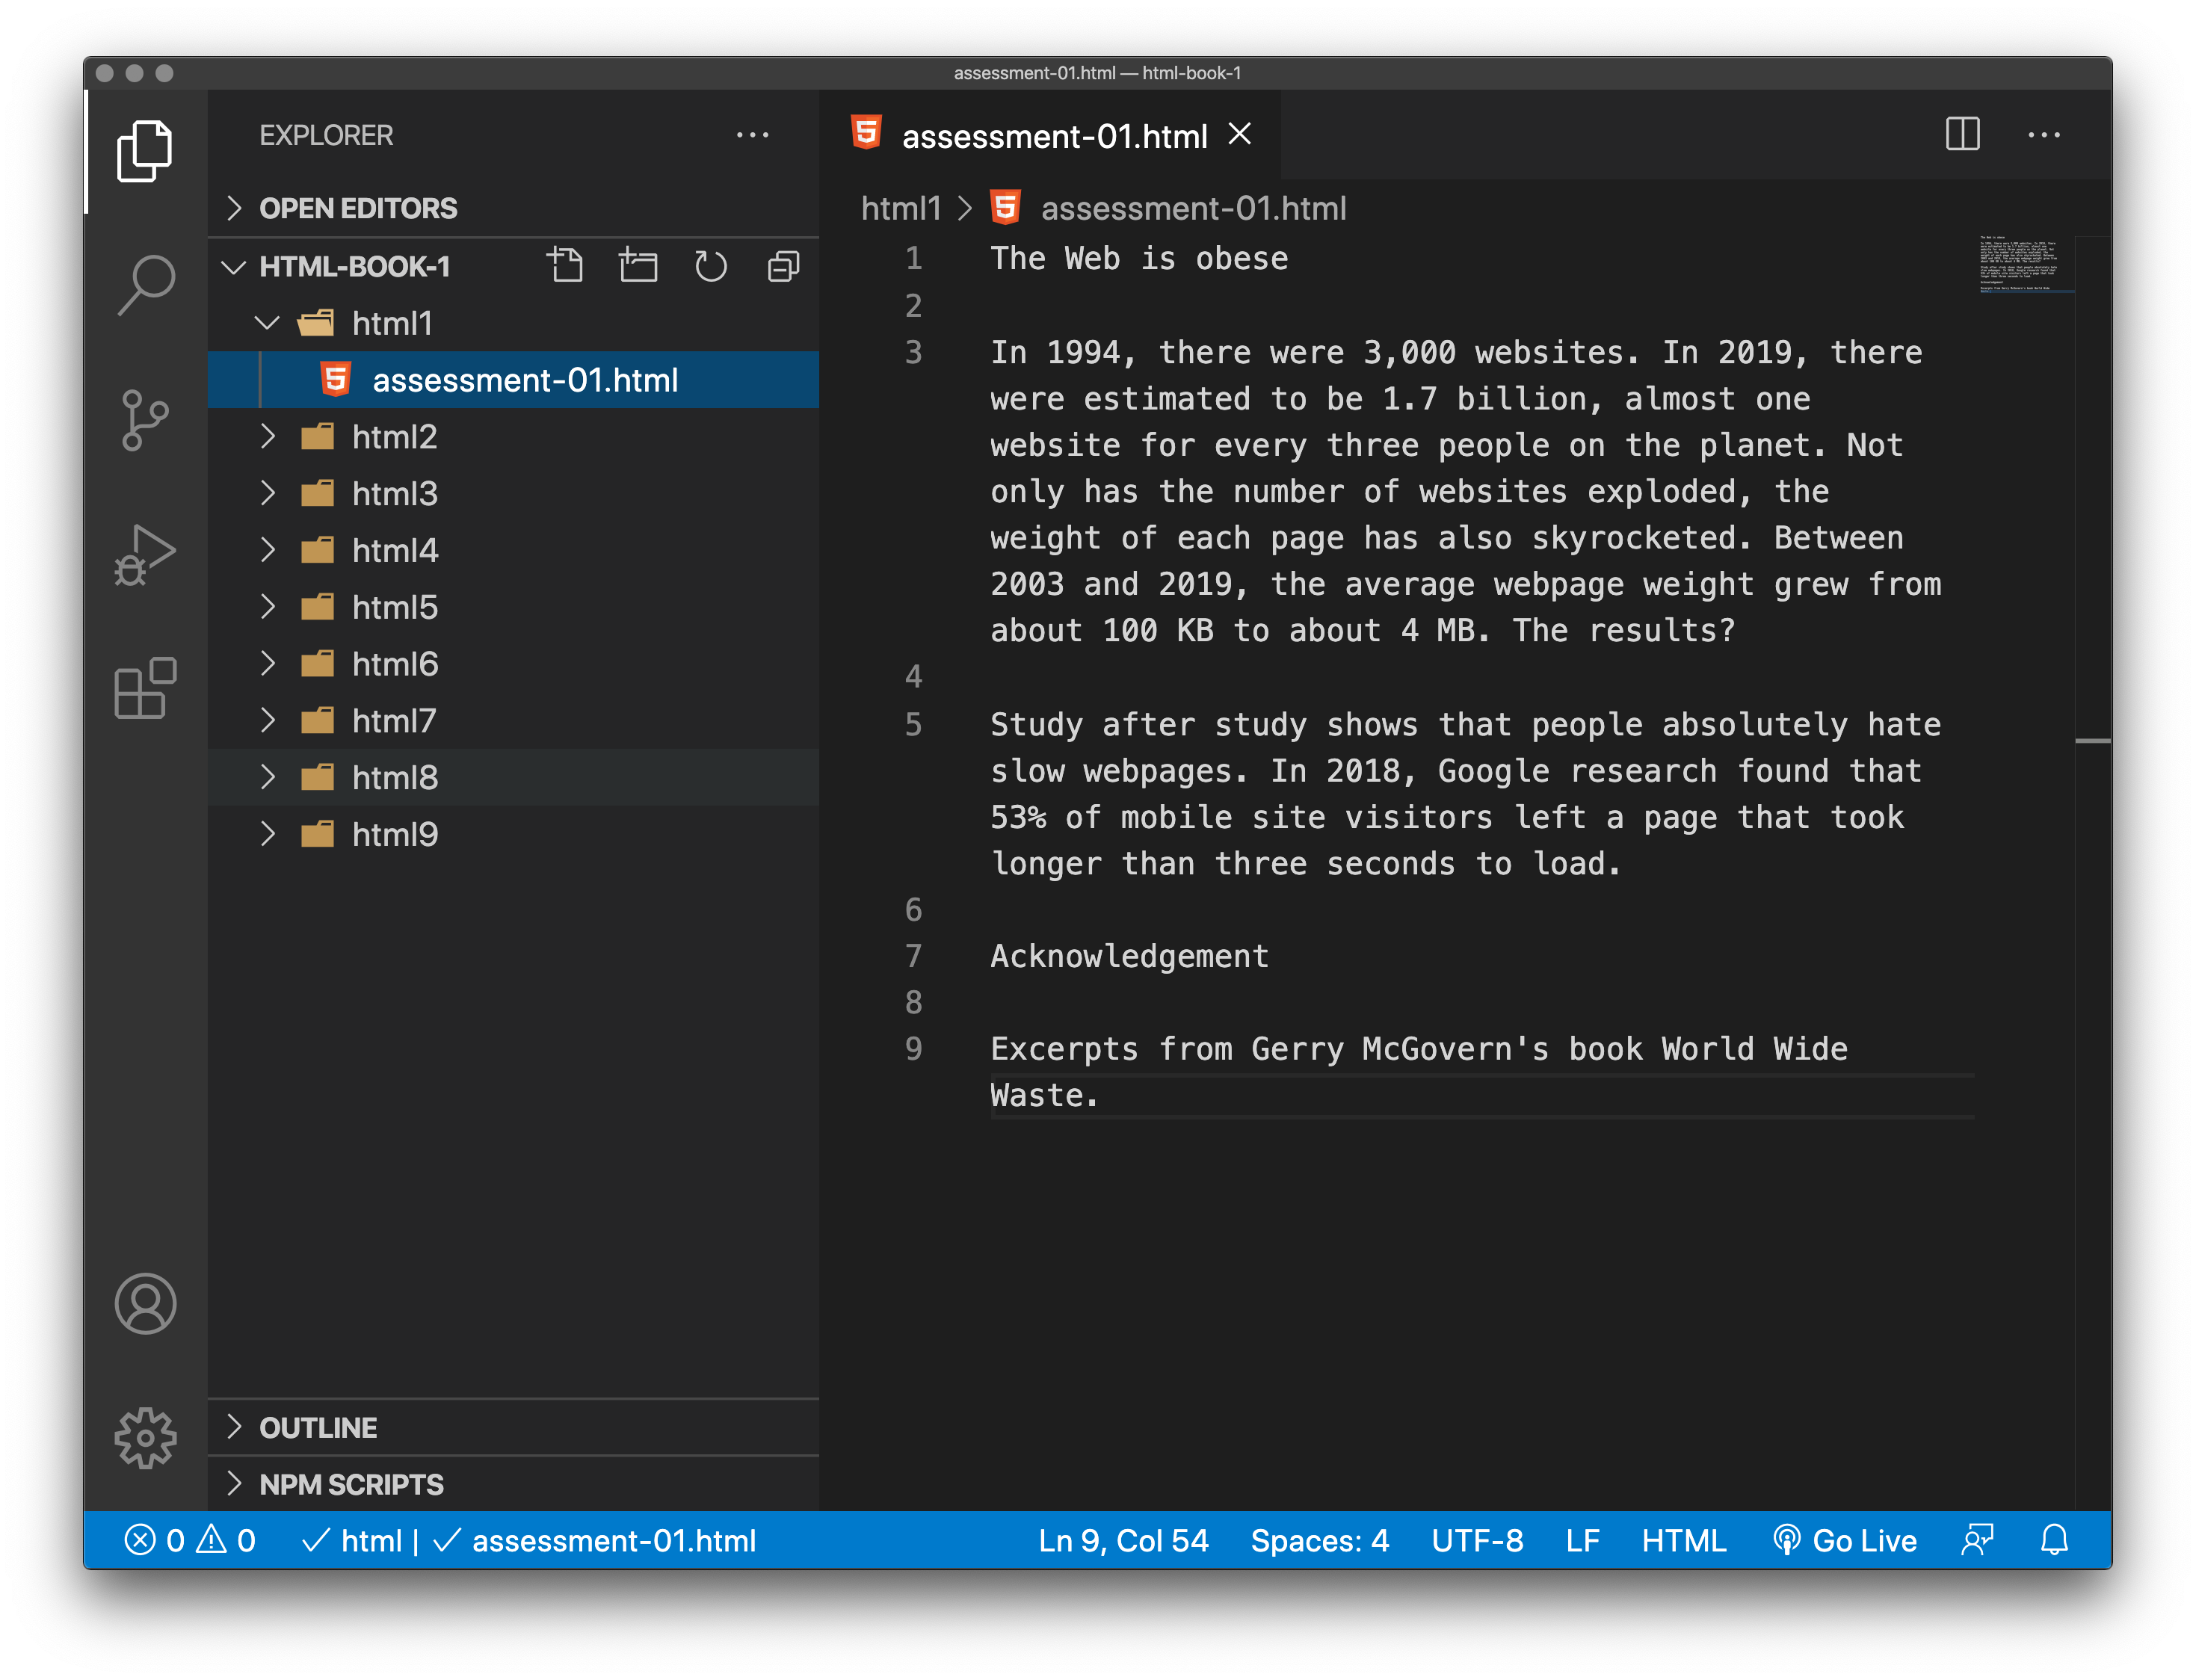 assessment-01.html — html-book-1
EXPLORER
OPEN EDITORS
HTML-BOOK-1
html1
assessment-01.html
html2
html3
html4
html5
html6
html7
html8
html9
OUTLINE
NPM SCRIPTS
assessment-01.html
html1 > assessment-01.html
1 The Web is obese
2
3 In 1994, there were 3,000 websites. In 2019, there
were estimated to be 1.7 billion, almost one
website for every three people on the planet. Not
only has the number of websites exploded, the
weight of each page has also skyrocketed. Between
2003 and 2019, the average webpage weight grew from
about 100 KB to about 4 MB. The results?
4
5 Study after study shows that people absolutely hate
slow webpages. In 2018, Google research found that
53% of mobile site visitors left a page that took
longer than three seconds to load.
6
7 Acknowledgement
8
9 Excerpts from Gerry McGovern's book World Wide
Waste.
0 0 html | assessment-01.html Ln 9, Col 54 Spaces: 4 UTF-8 LF HTML Go Live